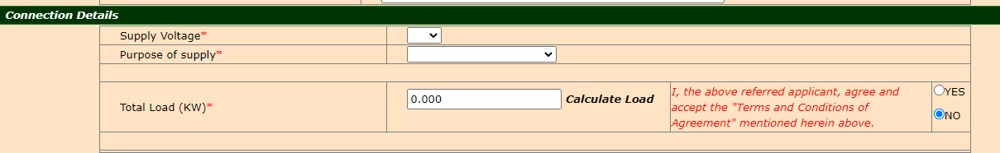 Connection Details
Supply Voltage*
Purpose of supply*
Total Load (KW)*
0.000
Calculate Load
I, the above referred applicant, agree and
accept the "Terms and Conditions of
Agreement" mentioned herein above.
YES
NO